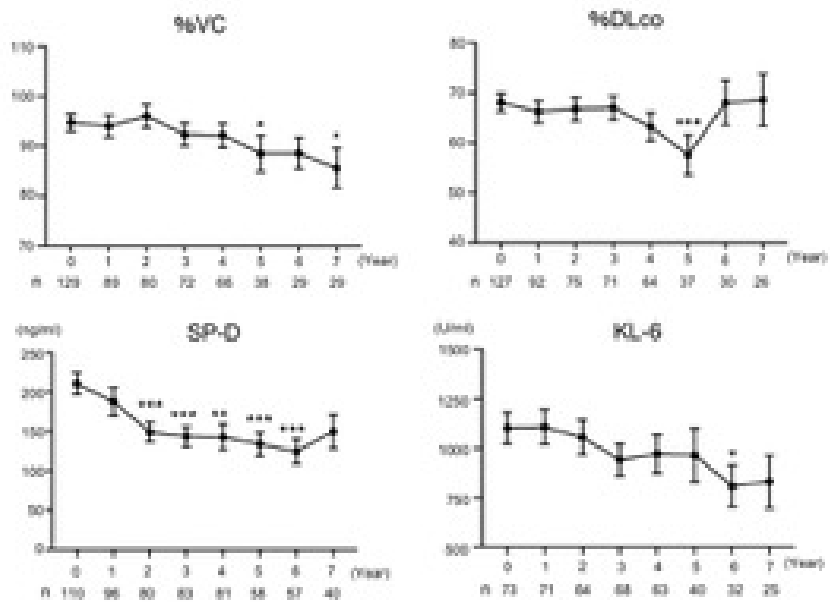 %VC
110
100
90
80
70
* *
0 1 2 3 4 5 6 7 (Year)
n 129 89 80 72 66 38 29 29
%DLco
80
70
60
50
40
***
0 1 2 3 4 5 6 7 (Year)
n 127 92 75 71 64 37 30 26
SP-D
(ng/ml)
250
200
150
100
50
0
*** *** ** *** ***
0 1 2 3 4 5 6 7 (Year)
n 110 96 80 83 81 58 57 40
KL-6
(U/ml)
1500
1250
1000
750
500
*
0 1 2 3 4 5 6 7 (Year)
n 73 71 64 68 63 40 32 25